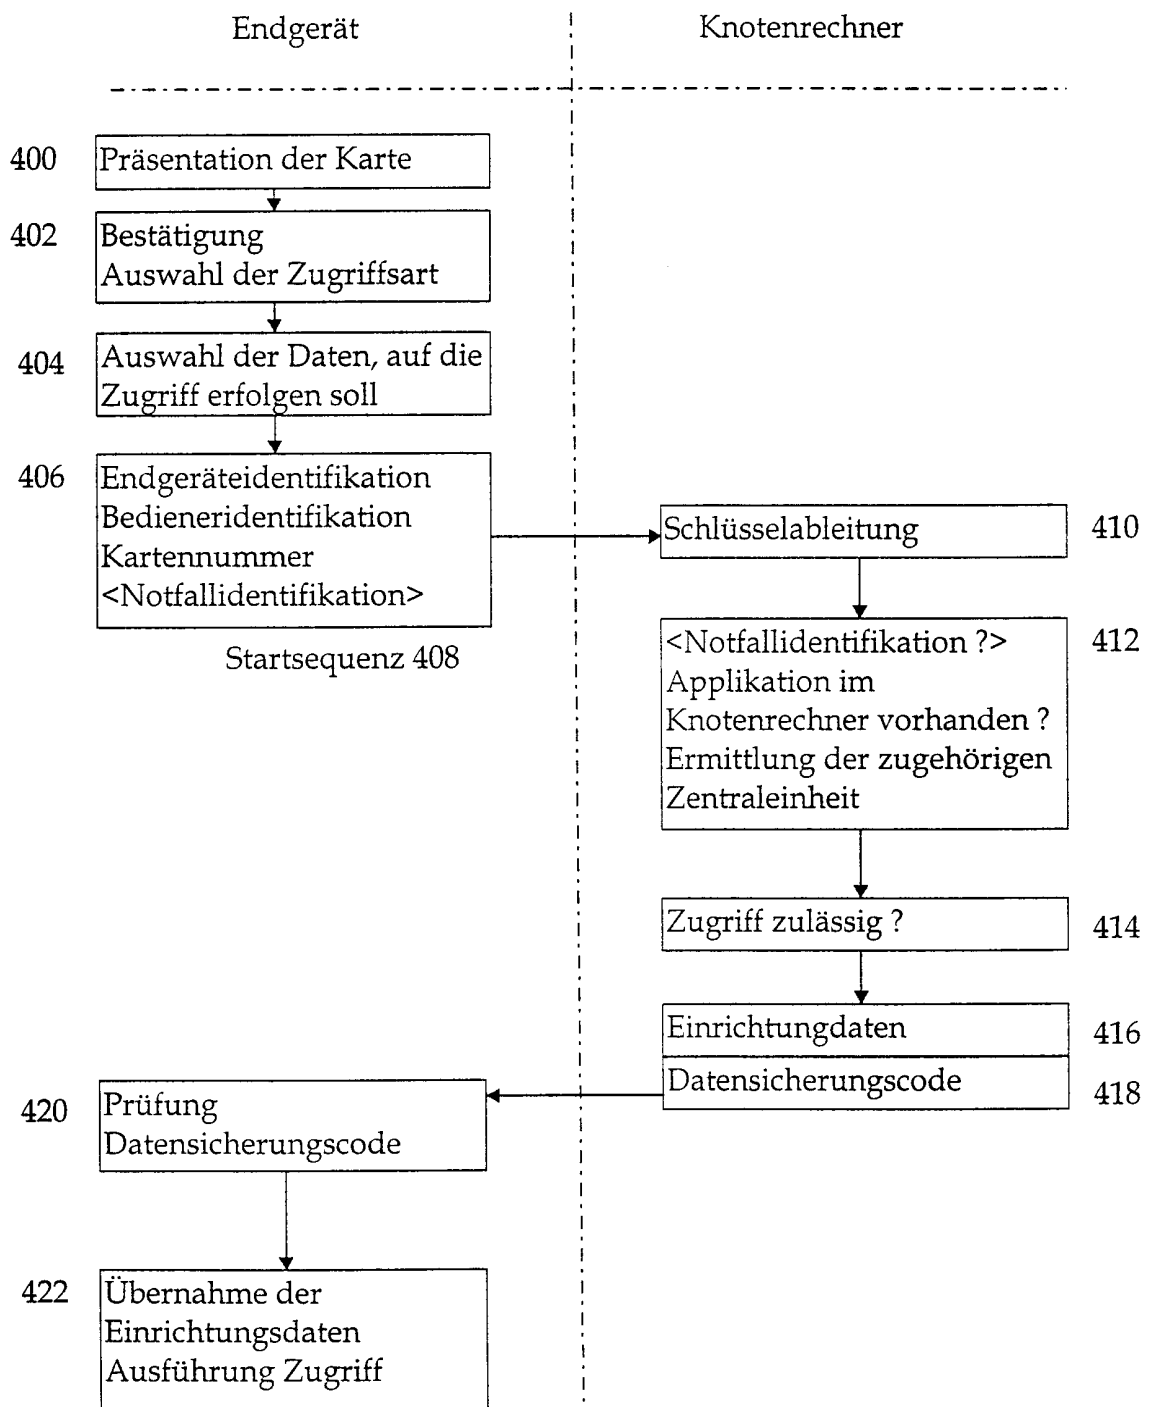 Endgerät
Knotenrechner
400
Präsentation der Karte
402
Bestätigung
Auswahl der Zugriffsart
404
Auswahl der Daten, auf die
Zugriff erfolgen soll
406
Endgeräteidentifikation
Bedieneridentifikation
Kartennummer
<Notfallidentifikation>
Startsequenz 408
Schlüsselableitung
410
<Notfallidentifikation ?>
Applikation im
Knotenrechner vorhanden ?
Ermittlung der zugehörigen
Zentraleinheit
412
Zugriff zulässig ?
414
Einrichtungdaten
416
Datensicherungscode
418
420
Prüfung
Datensicherungscode
422
Übernahme der
Einrichtungsdaten
Ausführung Zugriff